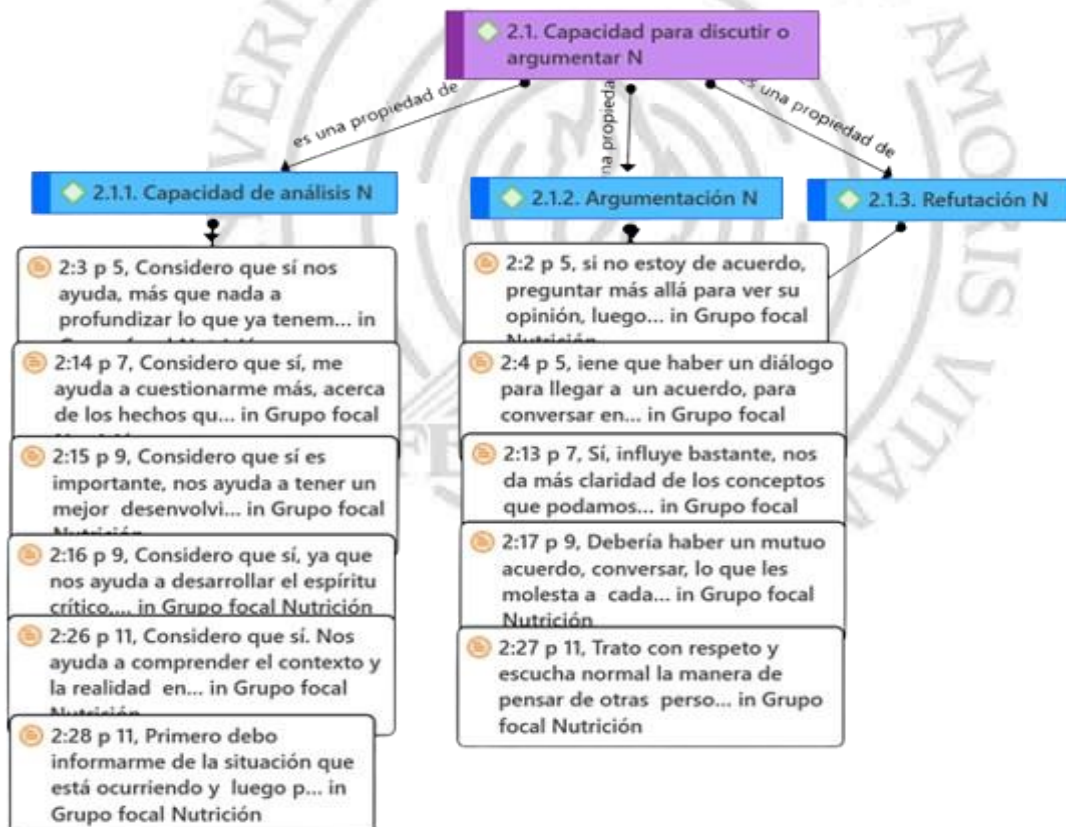 2.1. Capacidad para discutir o
argumentar N
es una propiedad de
una propieda
es una propiedad de
2.1.1. Capacidad de análisis N
2.1.2. Argumentación N
2.1.3. Refutación N
2:3 p 5, Considero que sí nos
ayuda, más que nada a
profundizar lo que ya tenem... in
2:14 p 7, Considero que sí, me
ayuda a cuestionarme más, acerca
de los hechos qu... in Grupo focal
2:15 p 9, Considero que sí es
importante, nos ayuda a tener un
mejor desenvolvi... in Grupo focal
Nutrición
2:16 p 9, Considero que sí, ya que
nos ayuda a desarrollar el espíritu
crítico,... in Grupo focal Nutrición
2:26 p 11, Considero que sí. Nos
ayuda a comprender el contexto y
la realidad en... in Grupo focal
Nutrición
2:28 p 11, Primero debo
informarme de la situación que
está ocurriendo y luego p... in
Grupo focal Nutrición
2:2 p 5, si no estoy de acuerdo,
preguntar más allá para ver su
opinión, luego... in Grupo focal
Nutrición
2:4 p 5, iene que haber un diálogo
para llegar a un acuerdo, para
conversar en... in Grupo focal
2:13 p 7, Sí, influye bastante, nos
da más claridad de los conceptos
que podamos... in Grupo focal
2:17 p 9, Debería haber un mutuo
acuerdo, conversar, lo que les
molesta a cada... in Grupo focal
Nutrición
2:27 p 11, Trato con respeto y
escucha normal la manera de
pensar de otras perso... in Grupo
focal Nutrición
AMORIS
VITAM